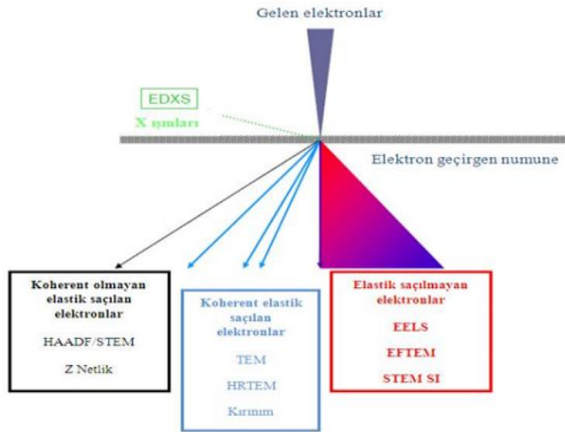 Gelen elektronlar
EDXS
X ışınları
Elektron geçirgen numune
Koherent olmayan
elastik saçılan
elektronlar
HAADF/STEM
Z Netlik
Koherent elastik
saçılan
elektronlar
TEM
HRTEM
Kırınım
Elastik saçılmayan
elektronlar
EELS
EFTEM
STEM SI